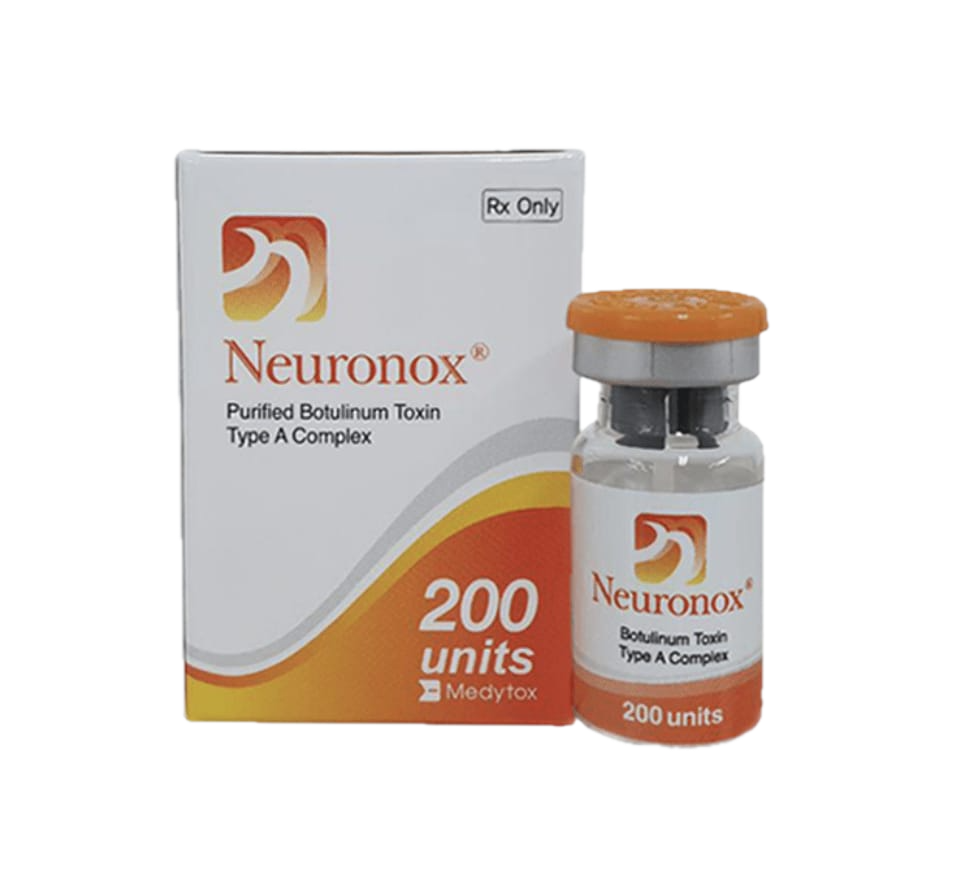 Rx Only
Neuronox®
Purified Botulinum Toxin
Type A Complex
200
units
Medytox
Neuronox®
Botulinum Toxin
Type A Complex
200 units